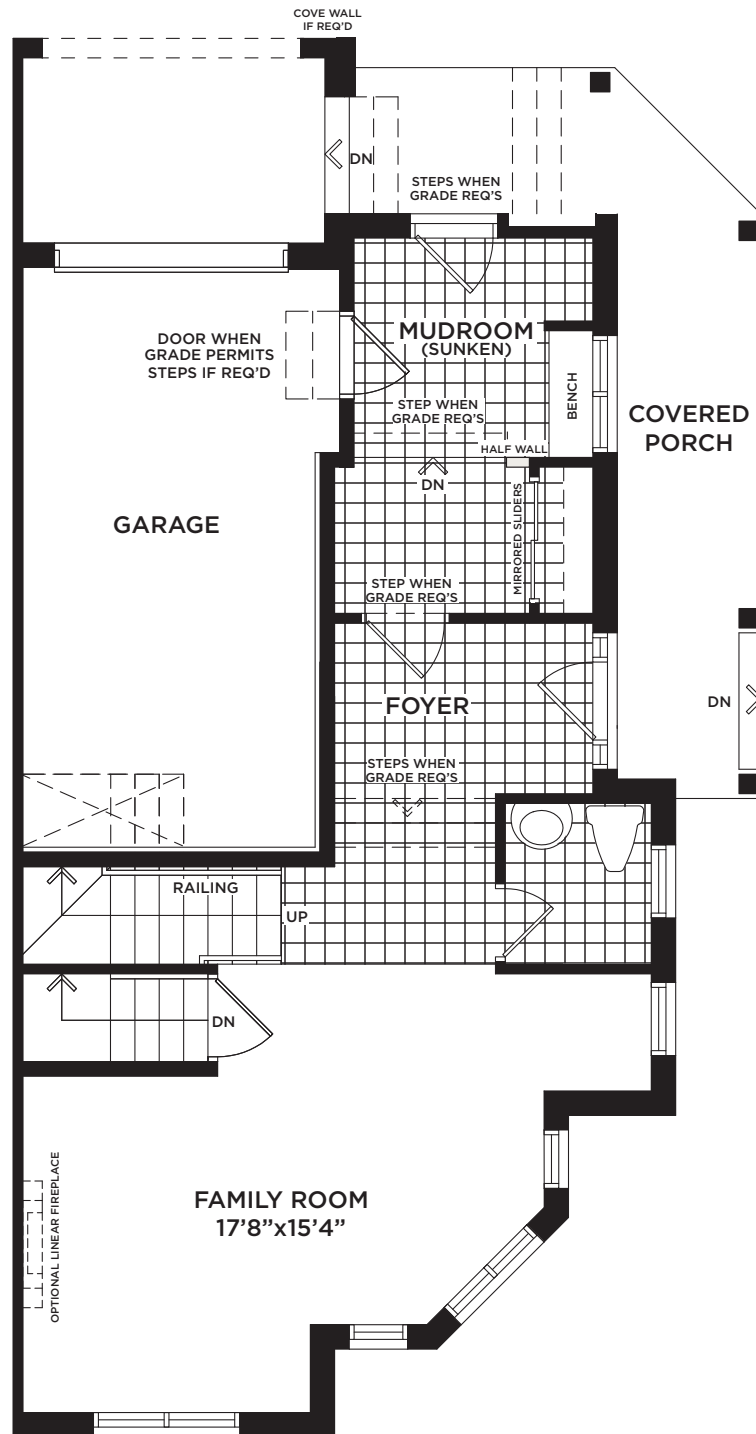 COVE WALL
IF REQ'D
DN
STEPS WHEN
GRADE REQ'S
DOOR WHEN
GRADE PERMITS
STEPS IF REQ'D
MUDROOM
(SUNKEN)
BENCH
COVERED
PORCH
STEP WHEN
GRADE REQ'S
HALF WALL
DN
MIRRORED SLIDERS
GARAGE
STEP WHEN
GRADE REQ'S
FOYER
DN
STEPS WHEN
GRADE REQ'S
RAILING
UP
DN
OPTIONAL LINEAR FIREPLACE
FAMILY ROOM
17'8”x15'4”